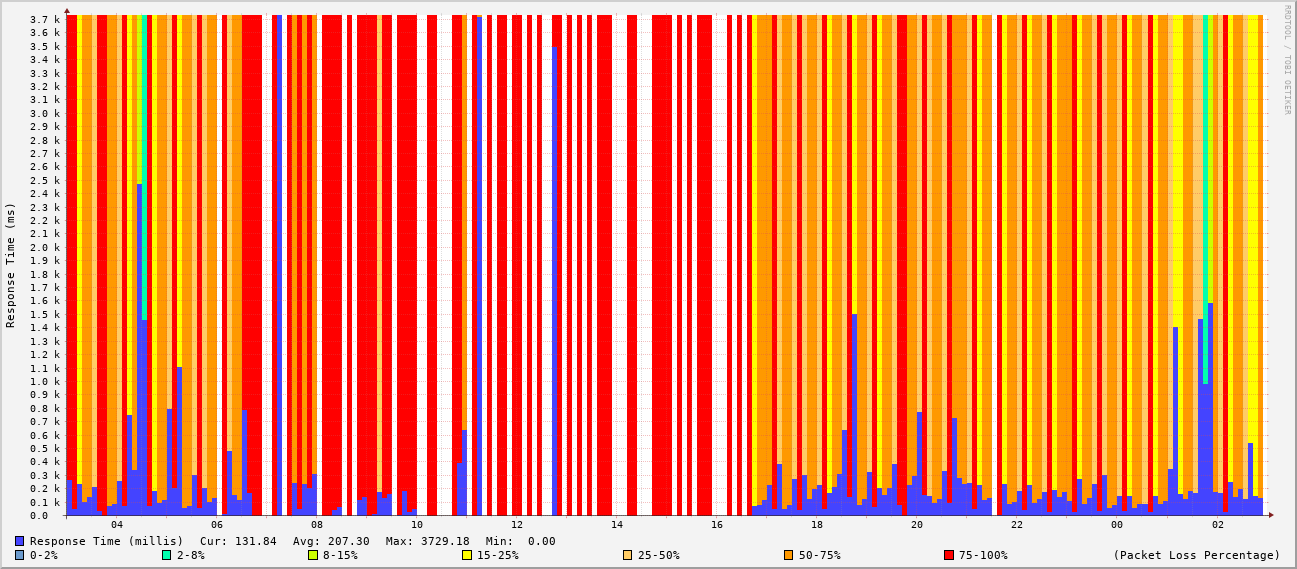 RRDTOOL / TOBI OETIKER
Response Time (ms)
3.7 k
3.6 k
3.5 k
3.4 k
3.3 k
3.2 k
3.1 k
3.0 k
2.9 k
2.8 k
2.7 k
2.6 k
2.5 k
2.4 k
2.3 k
2.2 k
2.1 k
2.0 k
1.9 k
1.8 k
1.7 k
1.6 k
1.5 k
1.4 k
1.3 k
1.2 k
1.1 k
1.0 k
0.9 k
0.8 k
0.7 k
0.6 k
0.5 k
0.4 k
0.3 k
0.2 k
0.1 k
0.0
04 06 08 10 12 14 16 18 20 22 00 02
Response Time (millis) Cur: 131.84 Avg: 207.30 Max: 3729.18 Min: 0.00
0-2% 2-8% 8-15% 15-25% 25-50% 50-75% 75-100% (Packet Loss Percentage)